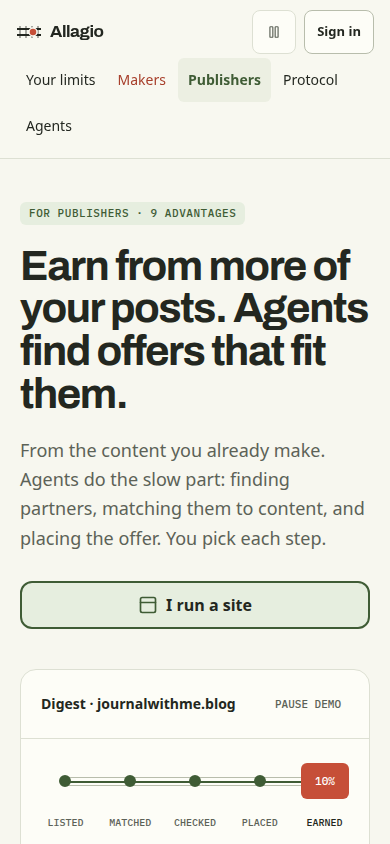 Allagio
Sign in
Your limits Makers Publishers Protocol
Agents
FOR PUBLISHERS · 9 ADVANTAGES
Earn from more of
your posts. Agents
find offers that fit
them.
From the content you already make.
Agents do the slow part: finding
partners, matching them to content, and
placing the offer. You pick each step.
I run a site
Digest · journalwithme.blog PAUSE DEMO
10%
LISTED MATCHED CHECKED PLACED EARNED